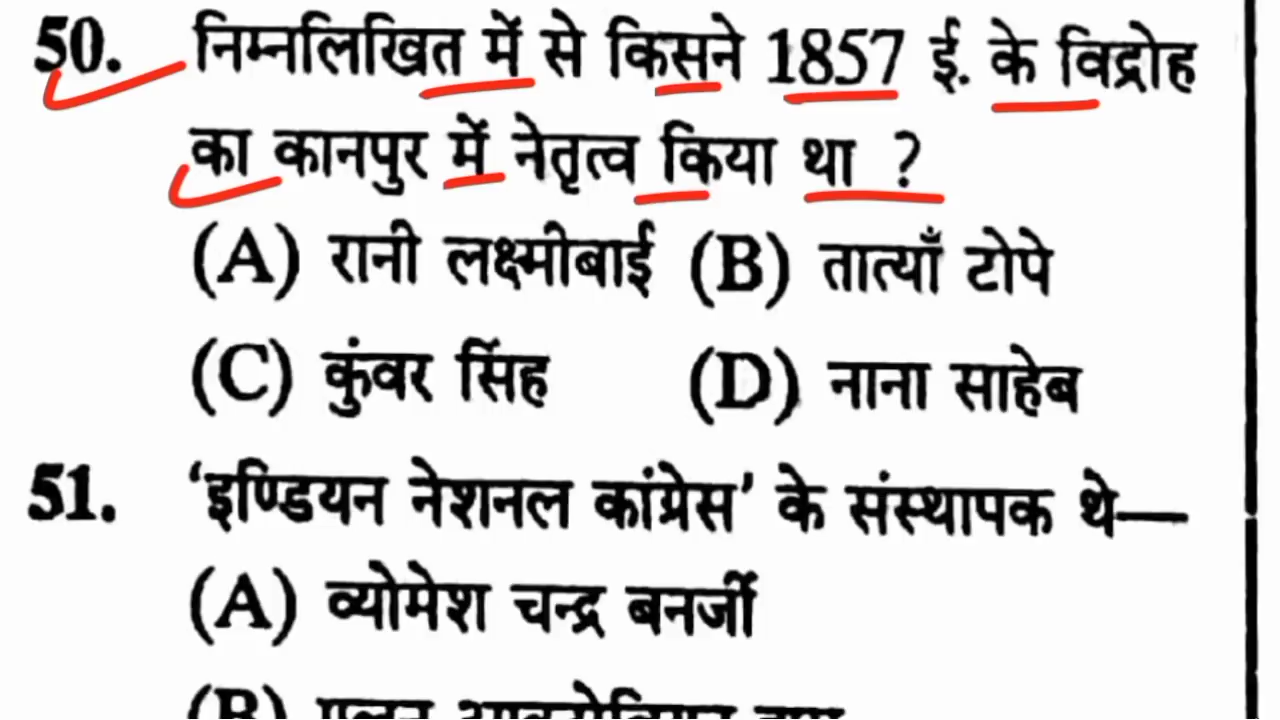 50. निम्नलिखित में से किसने 1857 ई. के विद्रोह
का कानपुर में नेतृत्व किया था ?
(A) रानी लक्ष्मीबाई (B) तात्याँ टोपे
(C) कुंवर सिंह (D) नाना साहेब
51. ‘इण्डियन नेशनल कांग्रेस’ के संस्थापक थे—
(A) व्योमेश चन्द्र बनर्जी
(B)